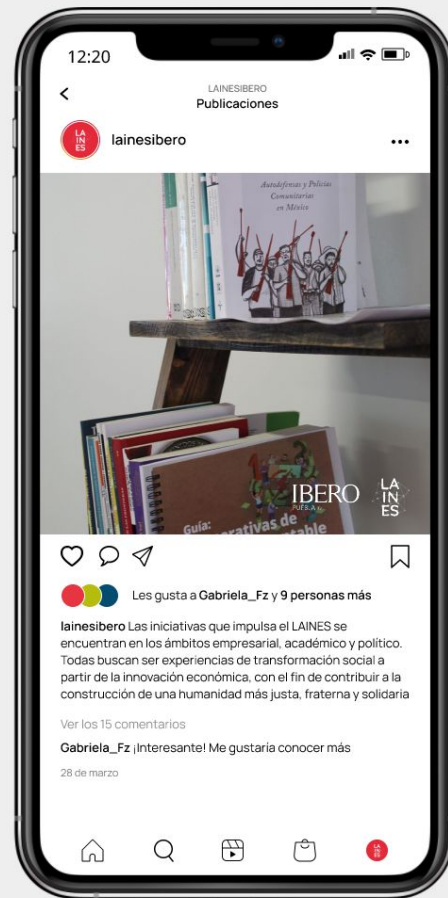 12:20
LAINESIBERO
Publicaciones
LA
IN
ES
lainesibero
Autodefensas y Policías
Comunitarias
en México
Guía:
de
IBERO
PUEBLA
LA
IN
ES
Les gusta a Gabriela_Fz y 9 personas más
lainesibero Las iniciativas que impulsa el LAINES se
encuentran en los ámbitos empresarial, académico y político.
Todas buscan ser experiencias de transformación social a
partir de la innovación económica, con el fin de contribuir a la
construcción de una humanidad más justa, fraterna y solidaria
Ver los 15 comentarios
Gabriela_Fz ¡Interesante! Me gustaría conocer más
28 de marzo
LA
IN
ES